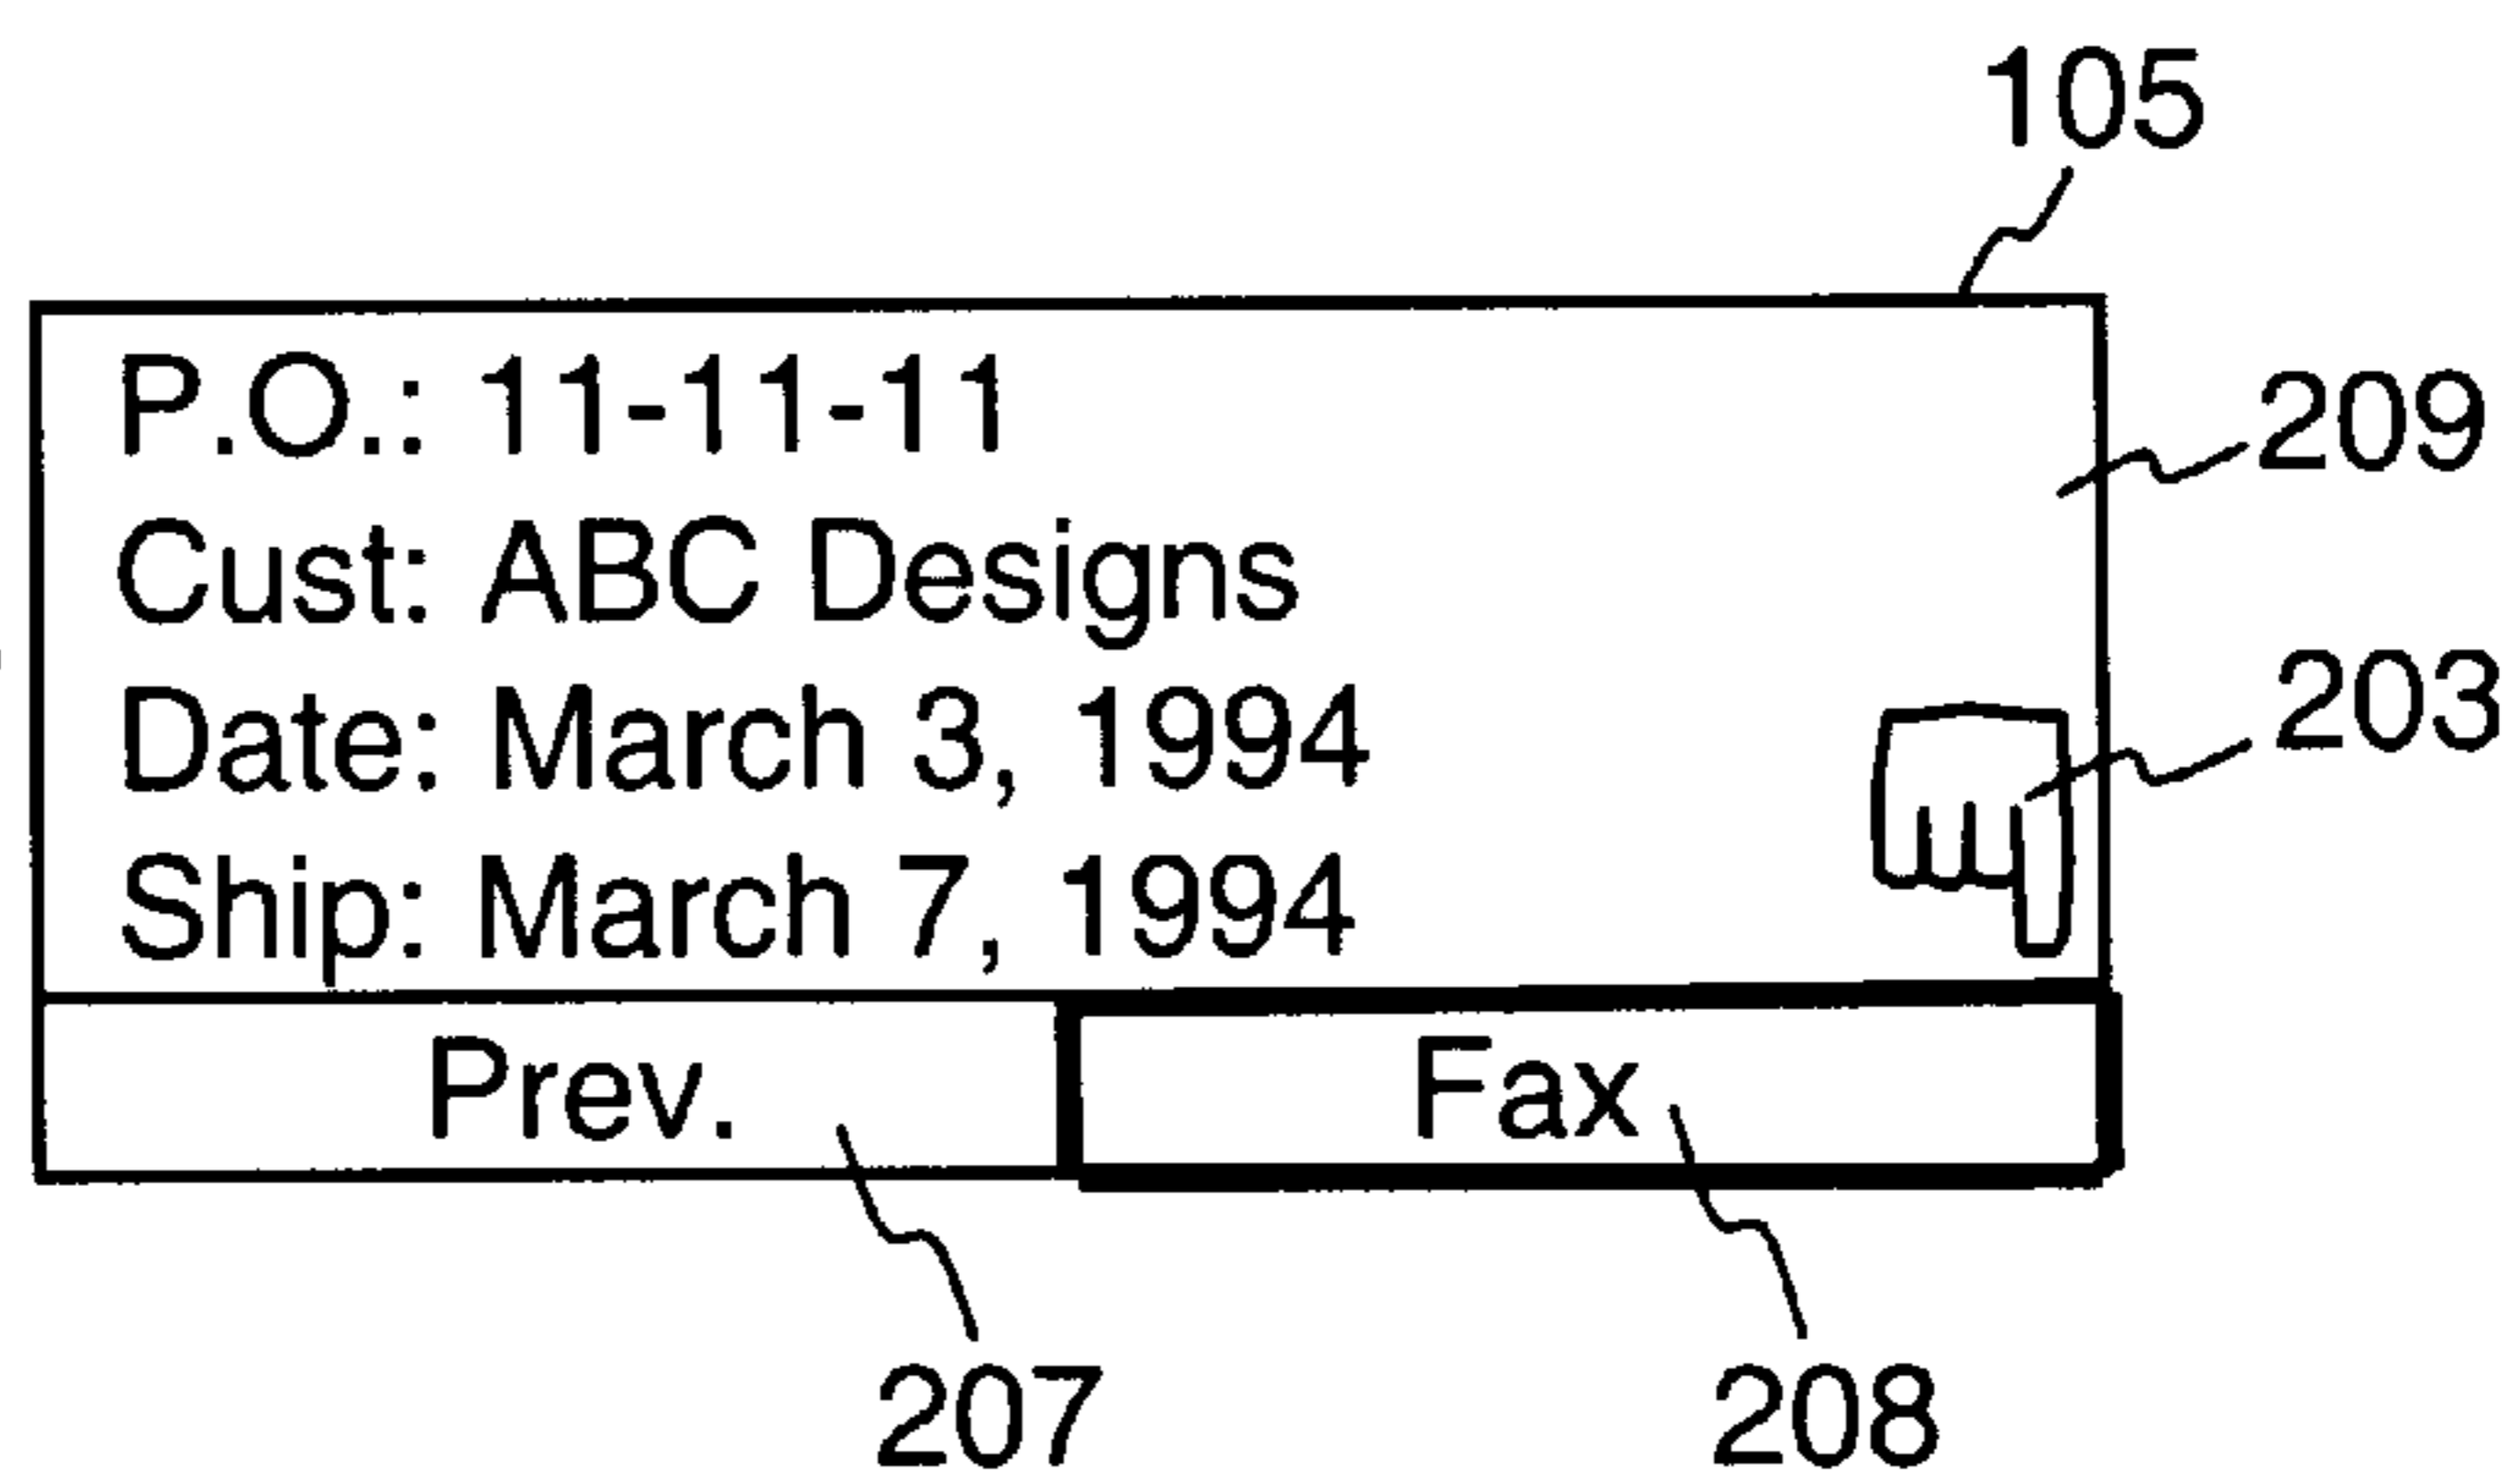 105
P.O.: 11-11-11
209
Cust: ABC Designs
Date: March 3, 1994
203
Ship: March 7, 1994
Prev.
Fax
207
208